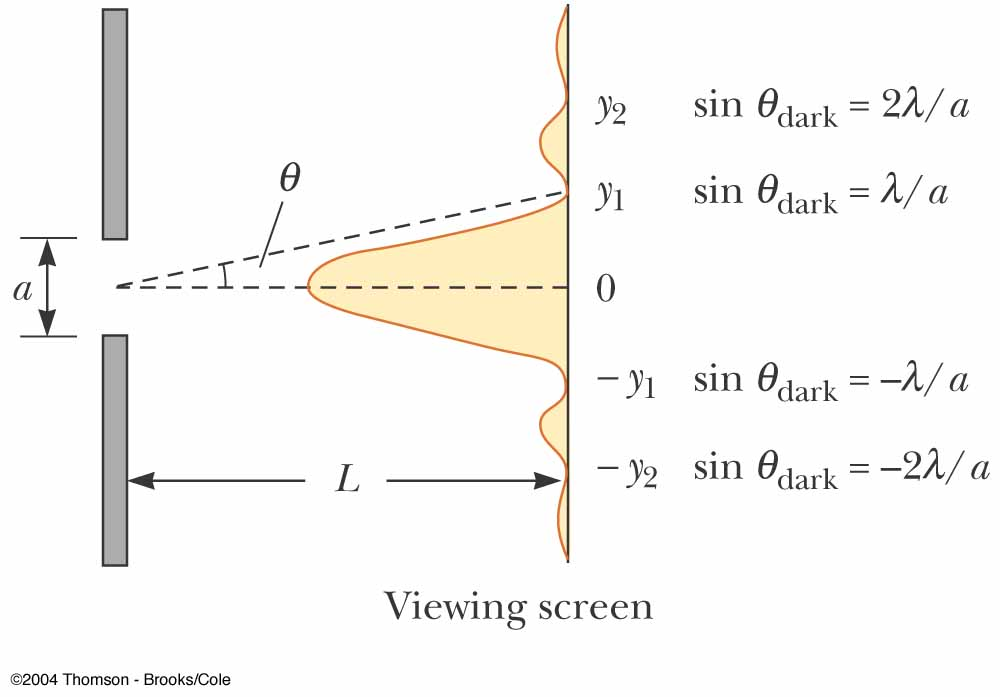 y₂ sin θdark = 2λ/a
θ
y₁ sin θdark = λ/a
a
0
– y₁ sin θdark = –λ/a
– y₂ sin θdark = –2λ/a
L
Viewing screen
©2004 Thomson - Brooks/Cole